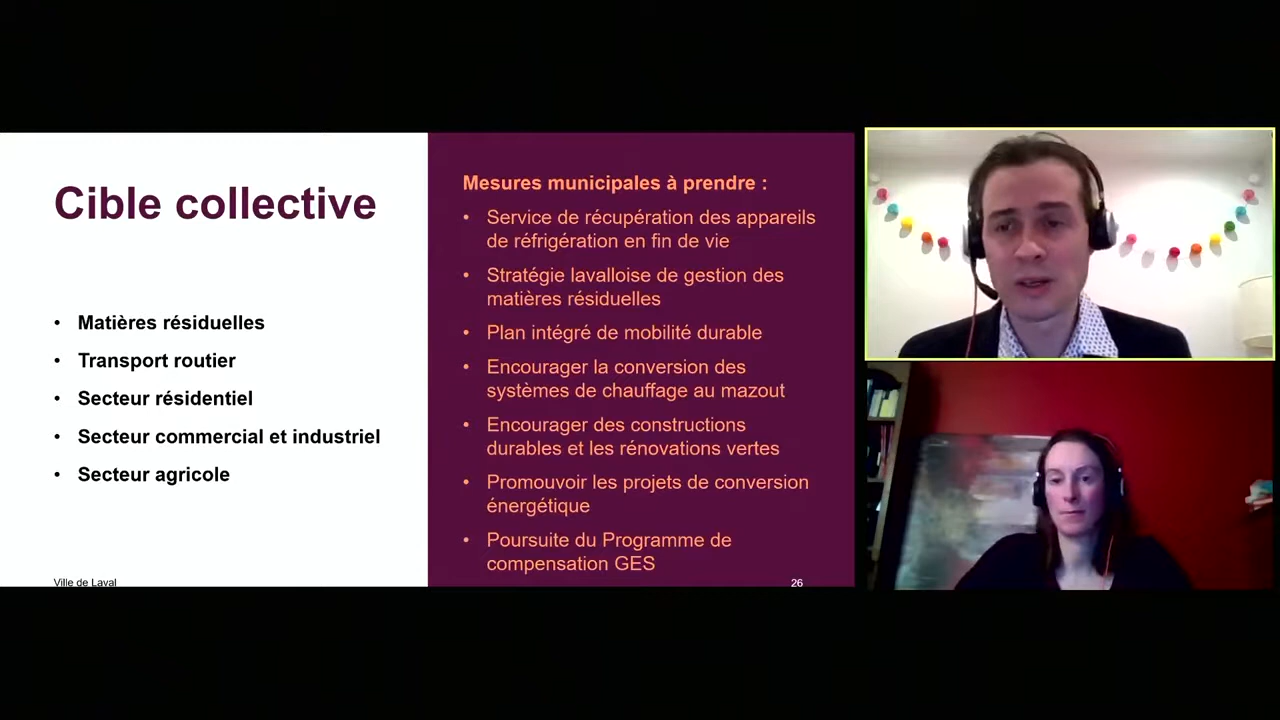 Cible collective
• Matières résiduelles
• Transport routier
• Secteur résidentiel
• Secteur commercial et industriel
• Secteur agricole
Ville de Laval
Mesures municipales à prendre :
• Service de récupération des appareils
de réfrigération en fin de vie
• Stratégie lavalloise de gestion des
matières résiduelles
• Plan intégré de mobilité durable
• Encourager la conversion des
systèmes de chauffage au mazout
• Encourager des constructions
durables et les rénovations vertes
• Promouvoir les projets de conversion
énergétique
• Poursuite du Programme de
compensation GES
26